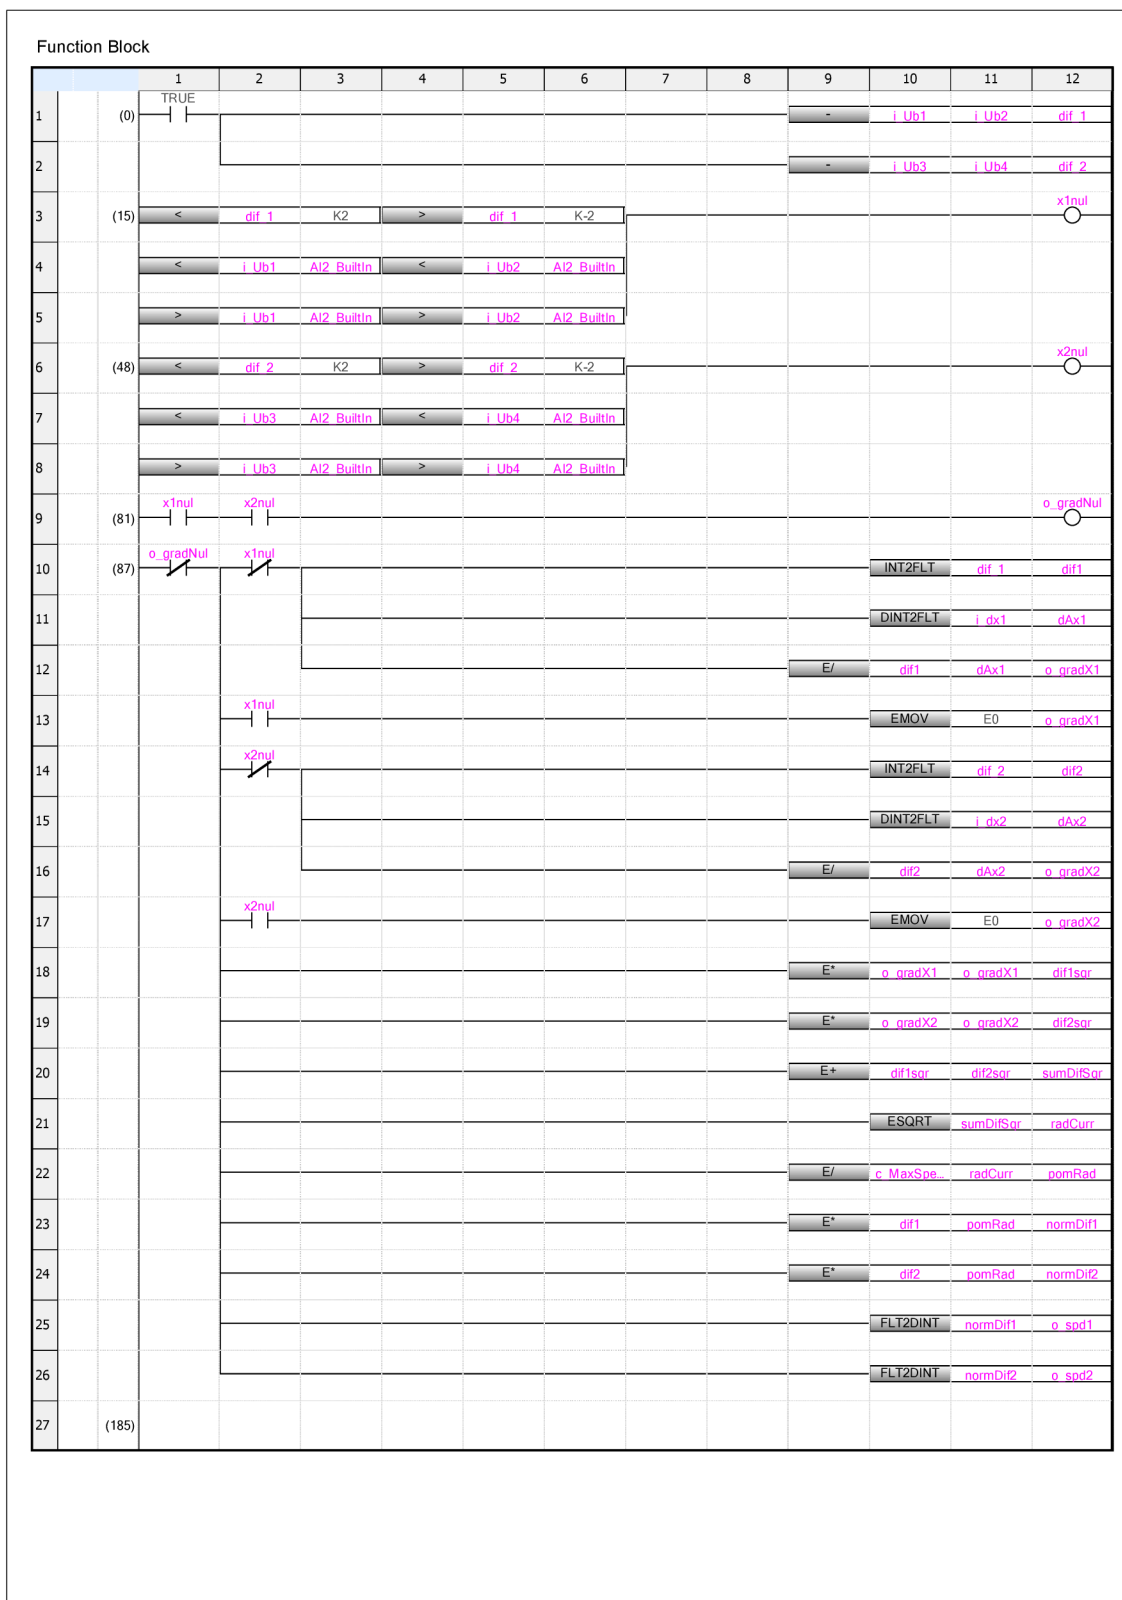 Function Block
1 2 3 4 5 6 7 8 9 10 11 12
TRUE
1 (0) - i_Ub1 i_Ub2 dif_1
2 - i_Ub3 i_Ub4 dif_2
x1nul
3 (15) < dif_1 K2 > dif_1 K-2
4 < i_Ub1 AI2_BuiltIn < i_Ub2 AI2_BuiltIn
5 > i_Ub1 AI2_BuiltIn > i_Ub2 AI2_BuiltIn
x2nul
6 (48) < dif_2 K2 > dif_2 K-2
7 < i_Ub3 AI2_BuiltIn < i_Ub4 AI2_BuiltIn
8 > i_Ub3 AI2_BuiltIn > i_Ub4 AI2_BuiltIn
x1nul x2nul o_gradNul
9 (81)
o_gradNul x1nul
10 (87) INT2FLT dif_1 dif1
11 DINT2FLT i_dx1 dAx1
12 E/ dif1 dAx1 o_gradX1
x1nul
13 EMOV E0 o_gradX1
x2nul
14 INT2FLT dif_2 dif2
15 DINT2FLT i_dx2 dAx2
16 E/ dif2 dAx2 o_gradX2
x2nul
17 EMOV E0 o_gradX2
18 E* o_gradX1 o_gradX1 dif1sqr
19 E* o_gradX2 o_gradX2 dif2sqr
20 E+ dif1sqr dif2sqr sumDifSqr
21 ESQRT sumDifSqr radCurr
22 E/ c_MaxSpe... radCurr pomRad
23 E* dif1 pomRad normDif1
24 E* dif2 pomRad normDif2
25 FLT2DINT normDif1 o_spd1
26 FLT2DINT normDif2 o_spd2
27 (185)